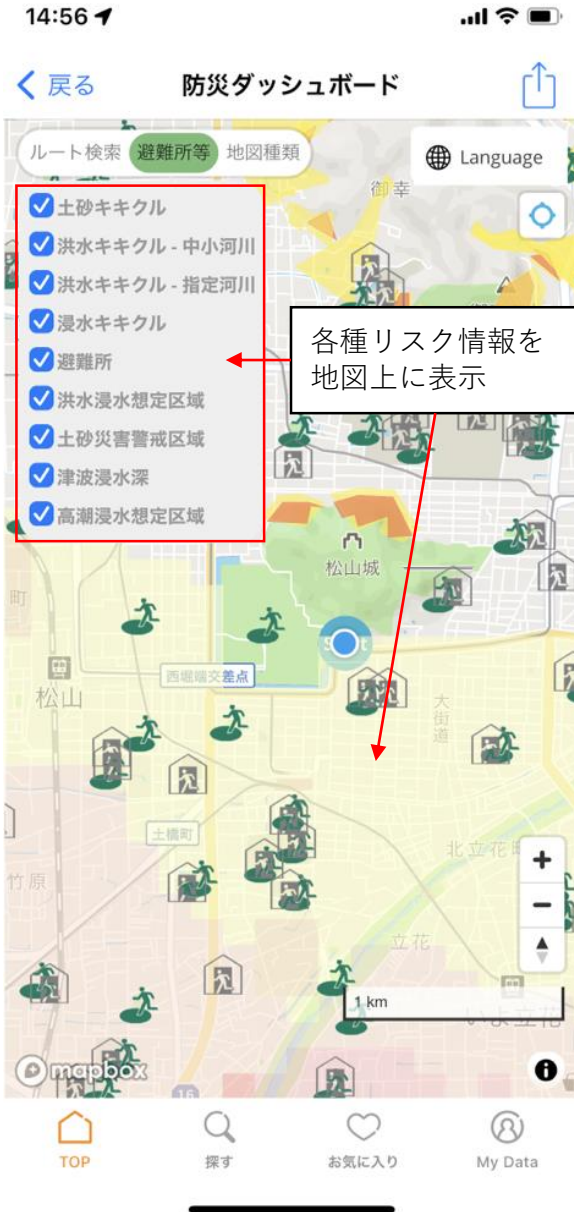 14:56
戻る
防災ダッシュボード
ルート検索 避難所等 地図種類
Language
御幸
土砂キキクル
洪水キキクル - 中小河川
洪水キキクル - 指定河川
浸水キキクル
避難所
洪水浸水想定区域
土砂災害警戒区域
津波浸水深
高潮浸水想定区域
各種リスク情報を
地図上に表示
松山城
町
西堀端交差点
松山
大街道
土橋町
北立花町
竹原
立花
1 km
いよ立花
mapbox
16
TOP
探す
お気に入り
My Data